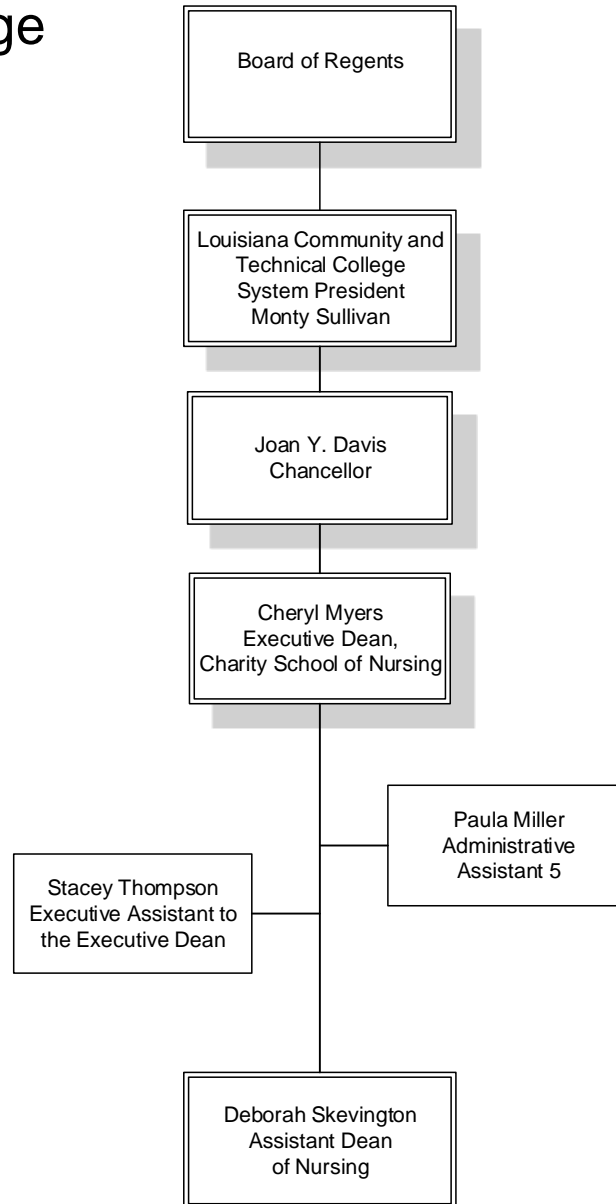 ge
Board of Regents
Louisiana Community and
Technical College
System President
Monty Sullivan
Joan Y. Davis
Chancellor
Cheryl Myers
Executive Dean,
Charity School of Nursing
Paula Miller
Administrative
Assistant 5
Stacey Thompson
Executive Assistant to
the Executive Dean
Deborah Skevington
Assistant Dean
of Nursing